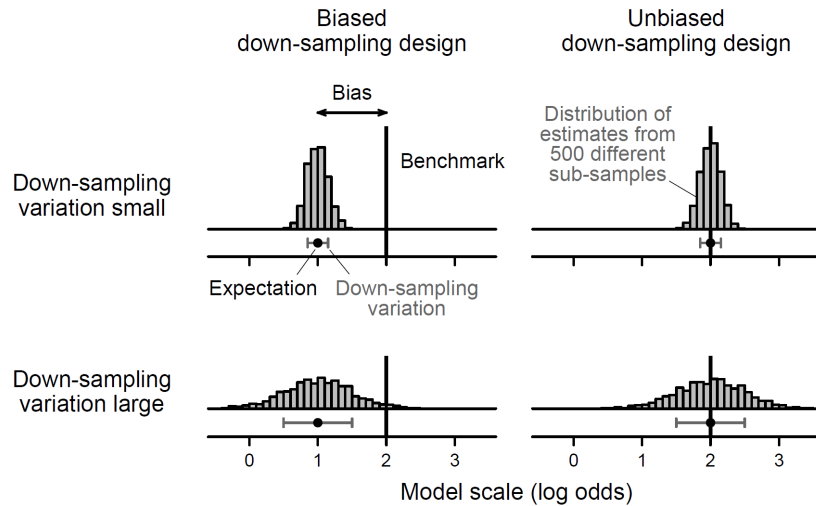 Biased
down-sampling design
Unbiased
down-sampling design
Bias
Benchmark
Distribution of
estimates from
500 different
sub-samples
Down-sampling
variation small
Expectation
Down-sampling
variation
Down-sampling
variation large
0 1 2 3
0 1 2 3
Model scale (log odds)